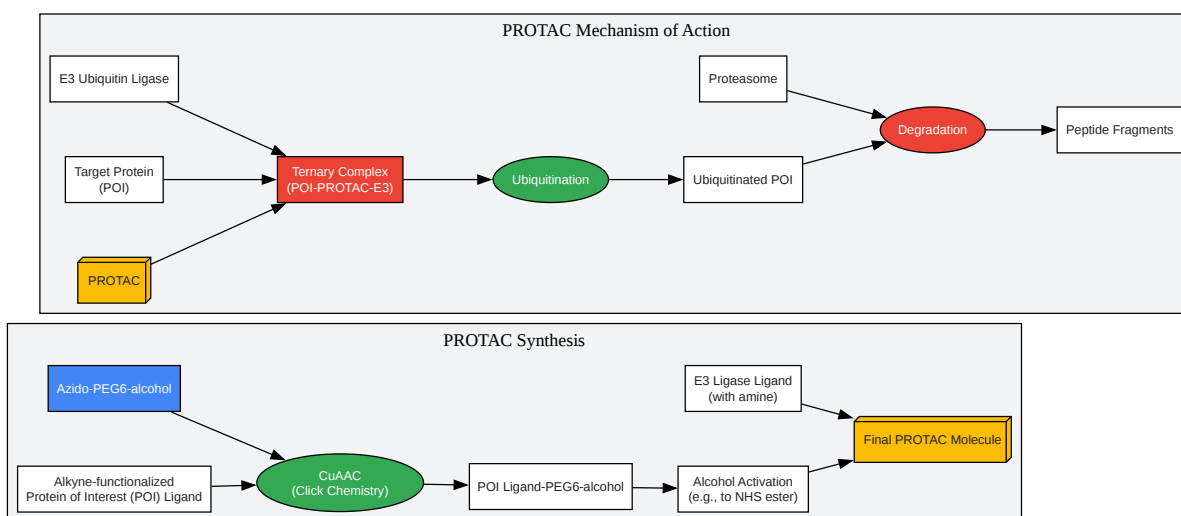 PROTAC Mechanism of Action
E3 Ubiquitin Ligase
Proteasome
Degradation
Peptide Fragments
Target Protein
(POI)
Ternary Complex
(POI-PROTAC-E3)
Ubiquitination
Ubiquitinated POI
PROTAC
PROTAC Synthesis
Azido-PEG6-alcohol
E3 Ligase Ligand
(with amine)
Final PROTAC Molecule
Alkyne-functionalized
Protein of Interest (POI) Ligand
CuAAC
(Click Chemistry)
POI Ligand-PEG6-alcohol
Alcohol Activation
(e.g., to NHS ester)